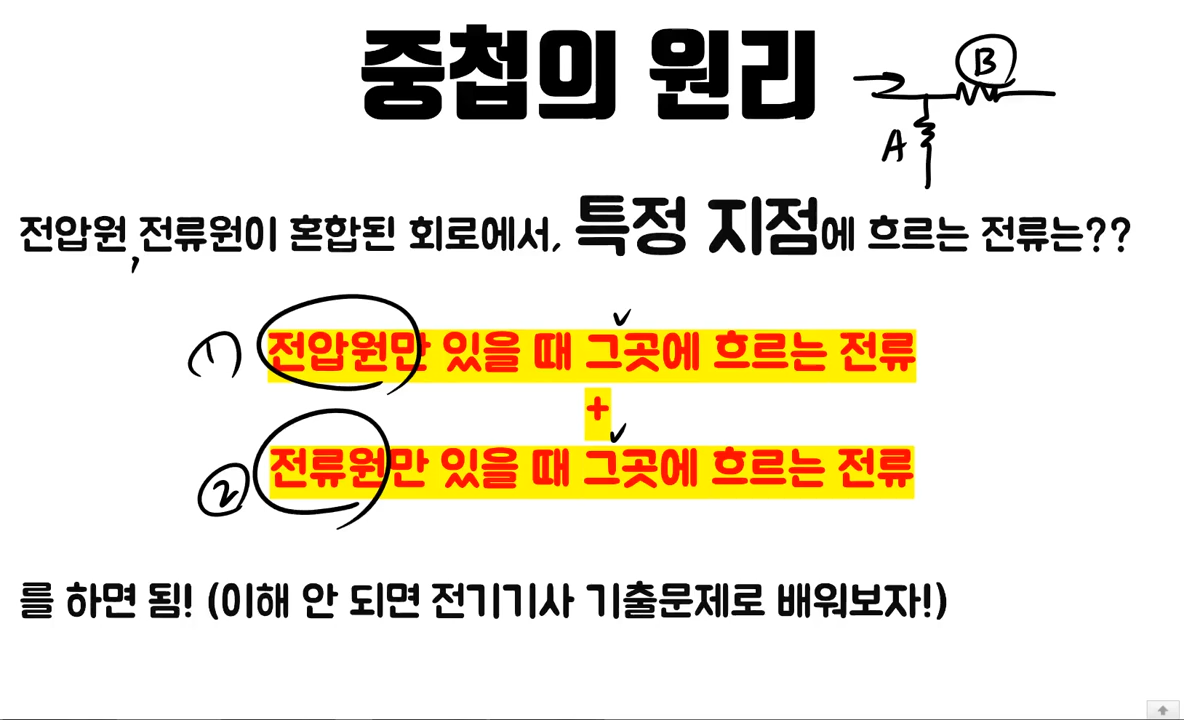 중첩의 원리
B
A
전압원, 전류원이 혼합된 회로에서, 특정 지점에 흐르는 전류는??
(1) 전압원만 있을 때 그곳에 흐르는 전류
+
② 전류원만 있을 때 그곳에 흐르는 전류
를 하면 됨! (이해 안 되면 전기기사 기출문제로 배워보자!)